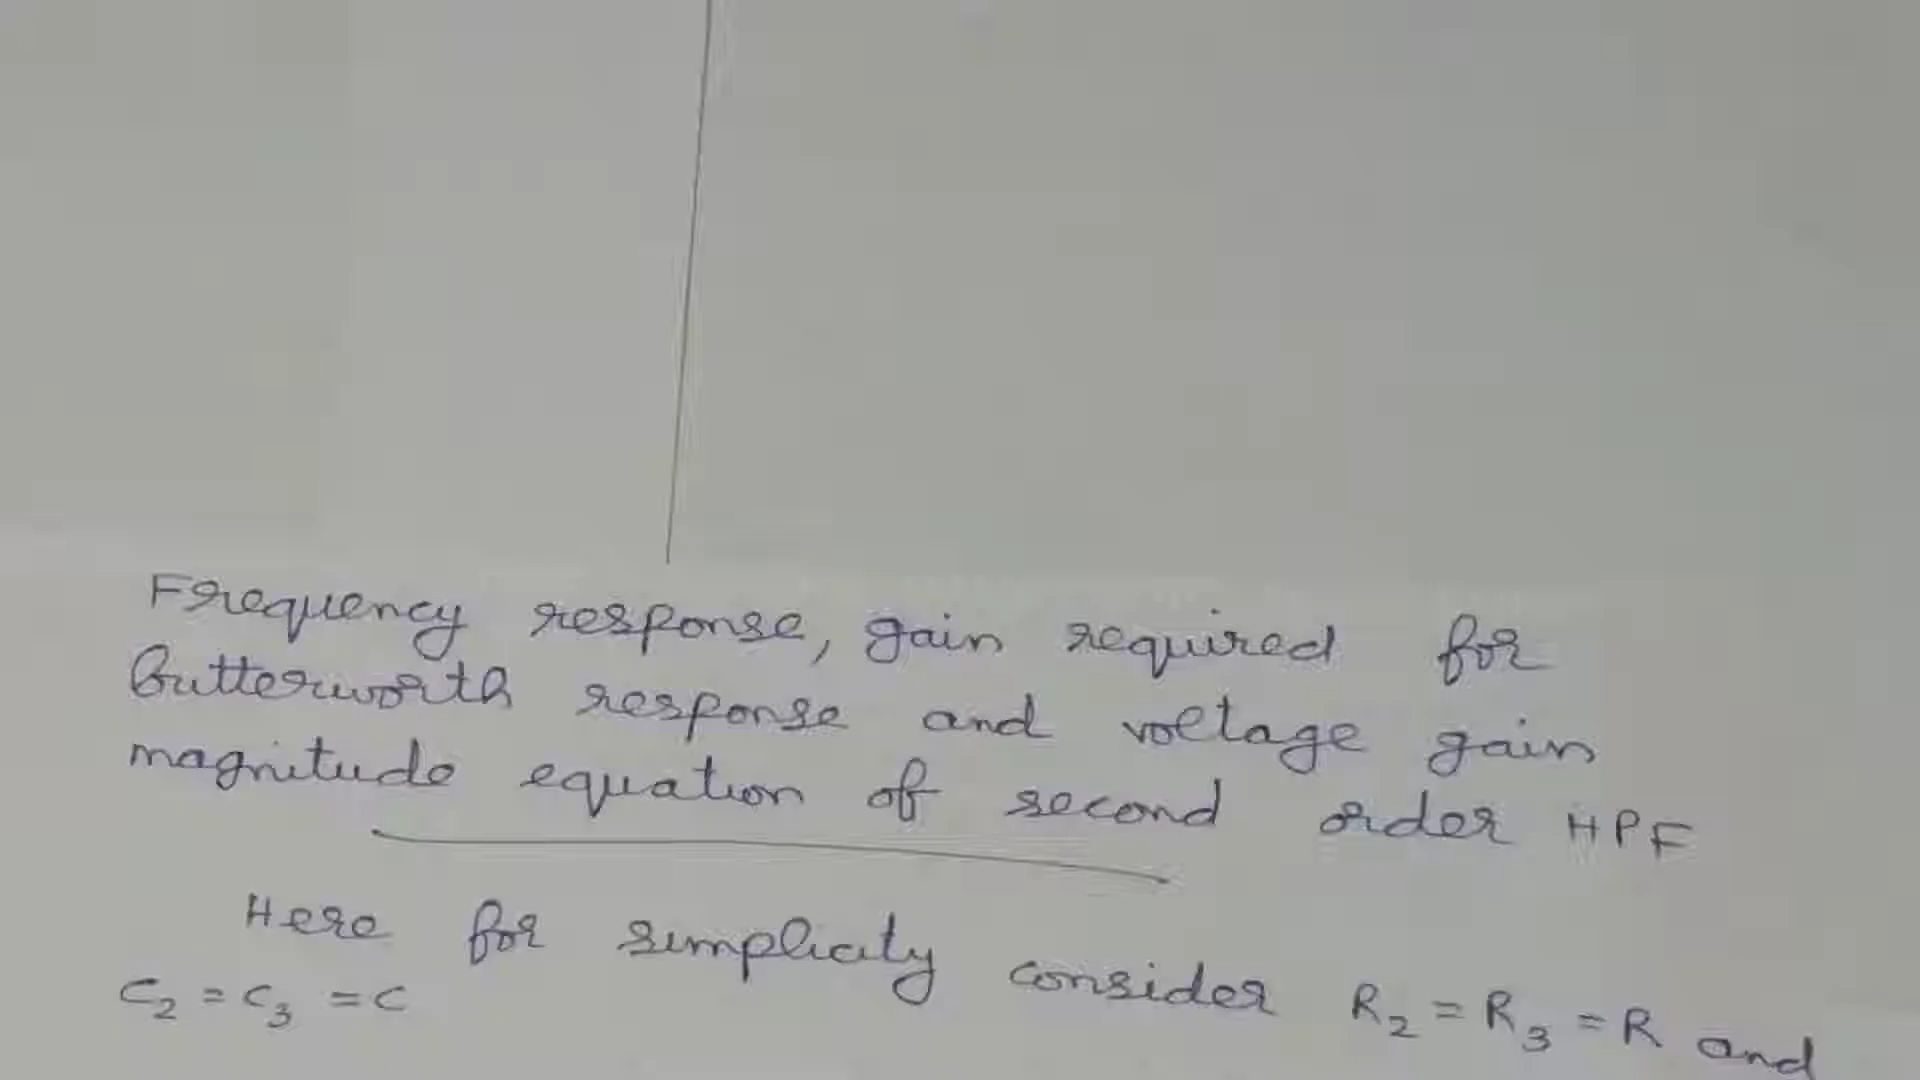 Frequency response, gain required for
butterworth response and voltage gain
magnitude equation of second order HPF
Here for simplicity consider R₂ = R₃ = R and
C₂ = C₃ = C